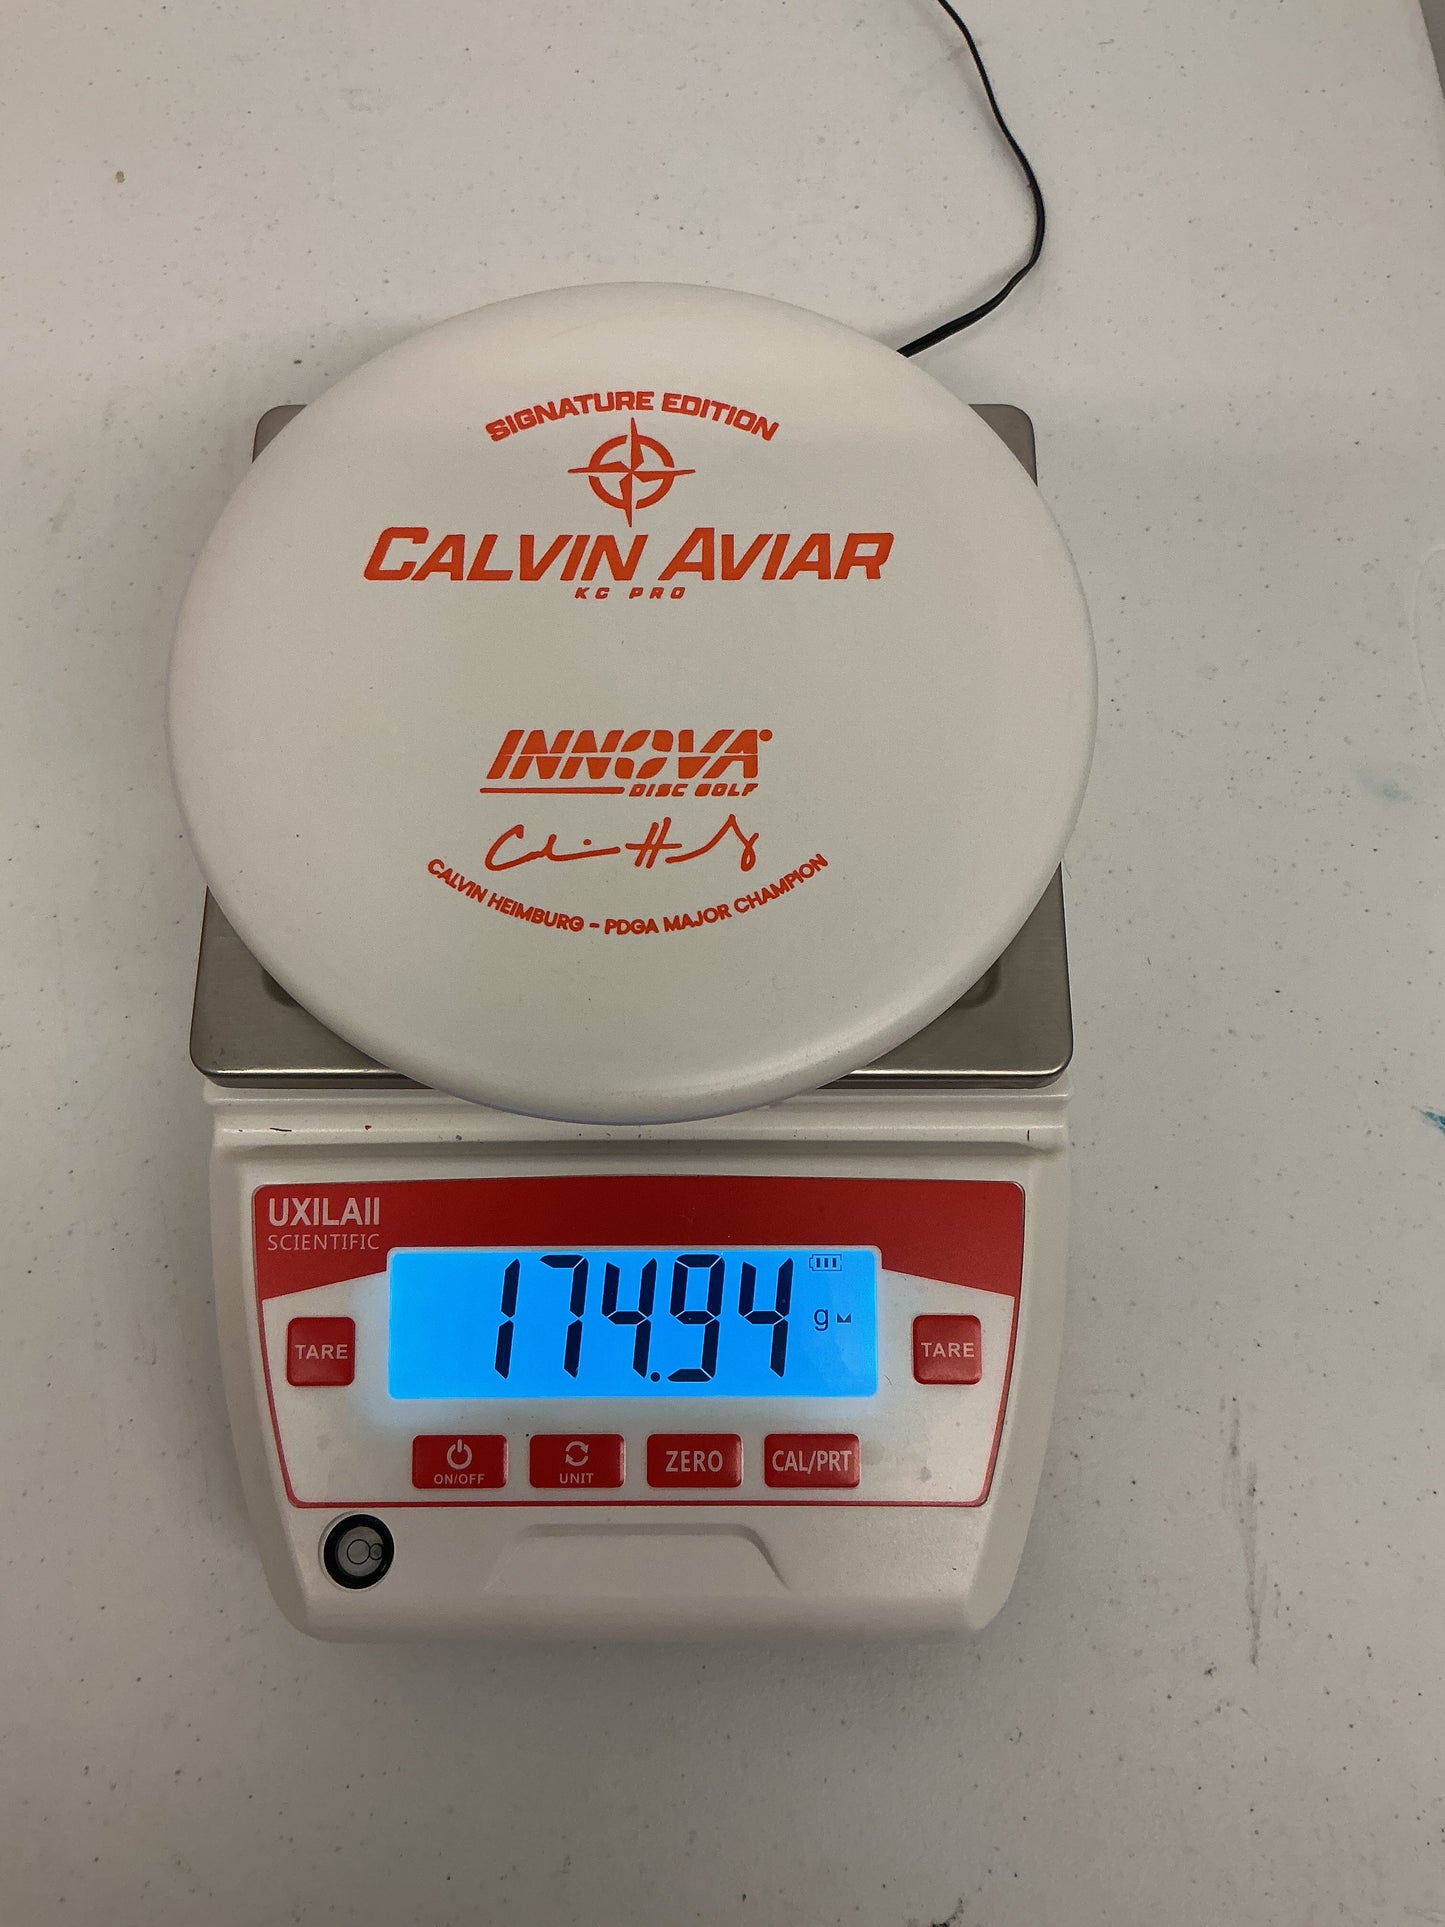 SIGNATURE EDITION
CALVIN AVIAR
KC PRO
INNOVA
DISC GOLF
CALVIN HEIMBURG - PDGA MAJOR CHAMPION
UXILAII
SCIENTIFIC
174.94 g
TARE
TARE
ON/OFF
UNIT
ZERO
CAL/PRT